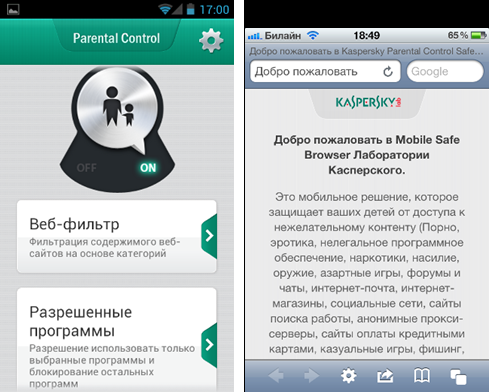 17:00
Parental Control
OFF
ON
Веб-фильтр
Фильтрация содержимого веб-
сайтов на основе категорий
Разрешенные
программы
Разрешение использовать только
выбранные программы и
блокирование остальных
программ
Билайн
18:49
65 %
Добро пожаловать в Kaspersky Parental Control Safe...
Добро пожаловать
Google
KASPERSKY lab
Добро пожаловать в Mobile Safe
Browser Лаборатории
Касперского.
Это мобильное решение, которое
защищает ваших детей от доступа к
нежелательному контенту (Порно,
эротика, нелегальное программное
обеспечение, наркотики, насилие,
оружие, азартные игры, форумы и
чаты, интернет-почта, интернет-
магазины, социальные сети, сайты
поиска работы, анонимные прокси-
серверы, сайты оплаты кредитными
картами, казуальные игры, фишинг,